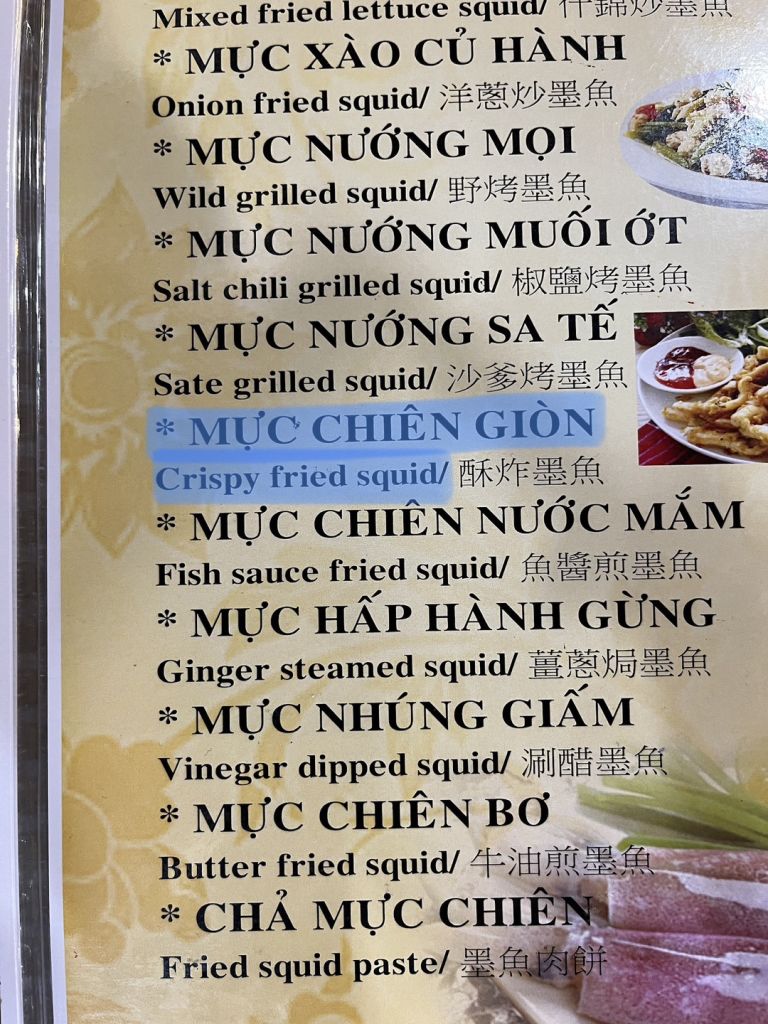 Mixed fried lettuce squid/ 什錦炒墨魚
* MỰC XÀO CỦ HÀNH
Onion fried squid/ 洋蔥炒墨魚
* MỰC NƯỚNG MỌI
Wild grilled squid/ 野烤墨魚
* MỰC NƯỚNG MUỐI ỚT
Salt chili grilled squid/ 椒鹽烤墨魚
* MỰC NƯỚNG SA TẾ
Sate grilled squid/ 沙爹烤墨魚
* MỰC CHIÊN GIÒN
Crispy fried squid/ 酥炸墨魚
* MỰC CHIÊN NƯỚC MẮM
Fish sauce fried squid/ 魚醬煎墨魚
* MỰC HẤP HÀNH GỪNG
Ginger steamed squid/ 薑蔥焗墨魚
* MỰC NHÚNG GIẤM
Vinegar dipped squid/ 涮醋墨魚
* MỰC CHIÊN BƠ
Butter fried squid/ 牛油煎墨魚
* CHẢ MỰC CHIÊN
Fried squid paste/ 墨魚肉餅